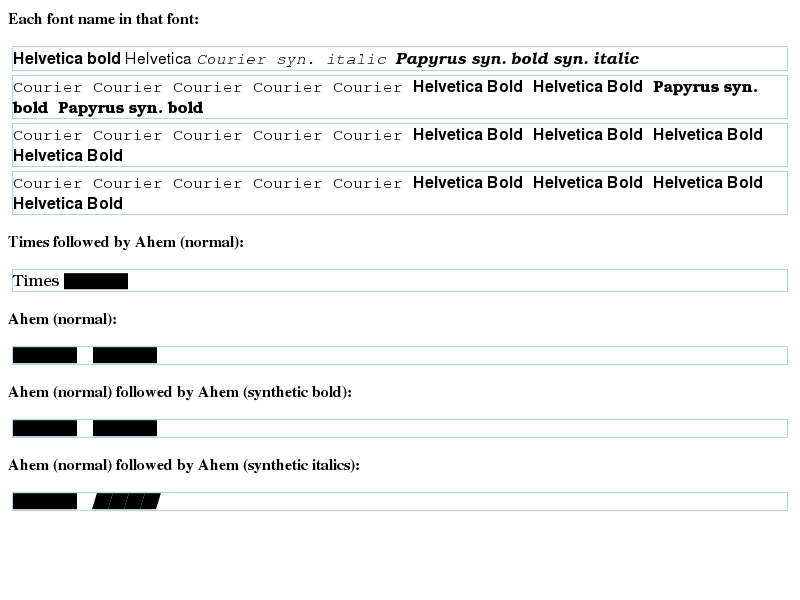 Each font name in that font:
Helvetica bold Helvetica Courier syn. italic Papyrus syn. bold syn. italic
Courier Courier Courier Courier Courier Helvetica Bold Helvetica Bold Papyrus syn.
bold Papyrus syn. bold
Courier Courier Courier Courier Courier Helvetica Bold Helvetica Bold Helvetica Bold
Helvetica Bold
Courier Courier Courier Courier Courier Helvetica Bold Helvetica Bold Helvetica Bold
Helvetica Bold
Times followed by Ahem (normal):
Times
Ahem (normal):
Ahem (normal) followed by Ahem (synthetic bold):
Ahem (normal) followed by Ahem (synthetic italics):